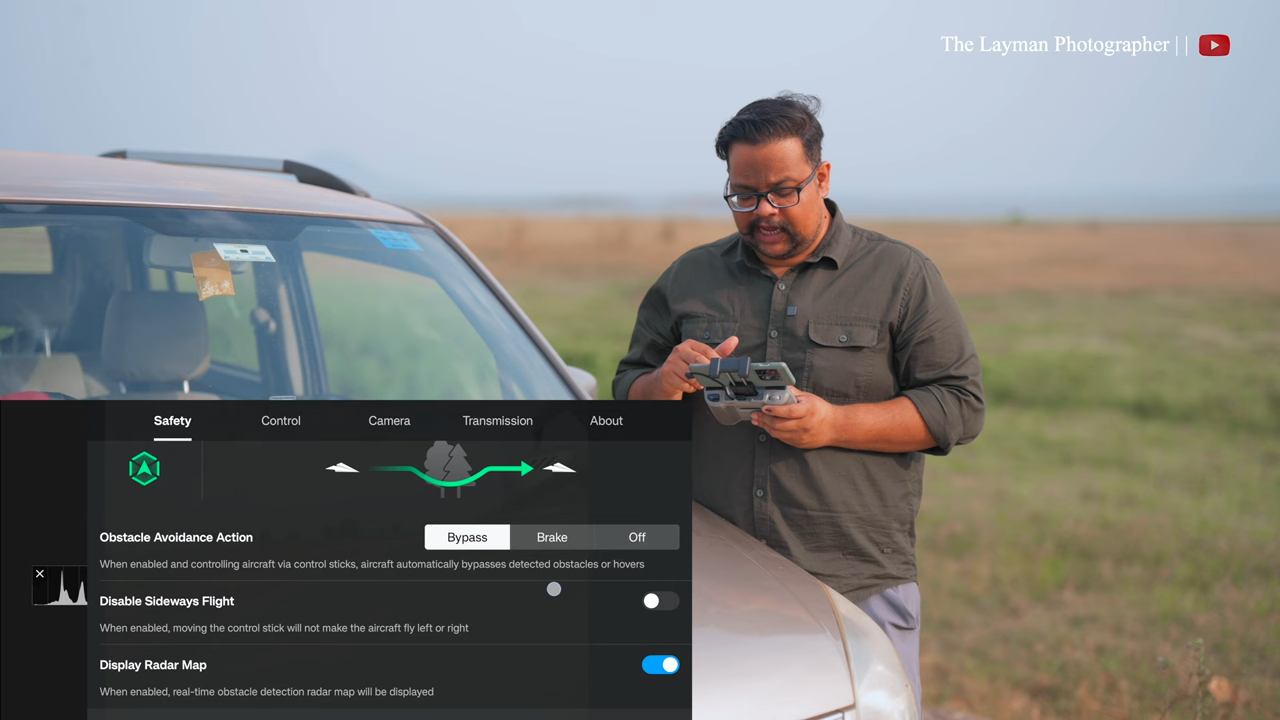 The Layman Photographer ||
Safety Control Camera Transmission About
Obstacle Avoidance Action Bypass Brake Off
When enabled and controlling aircraft via control sticks, aircraft automatically bypasses detected obstacles or hovers
Disable Sideways Flight
When enabled, moving the control stick will not make the aircraft fly left or right
Display Radar Map
When enabled, real-time obstacle detection radar map will be displayed